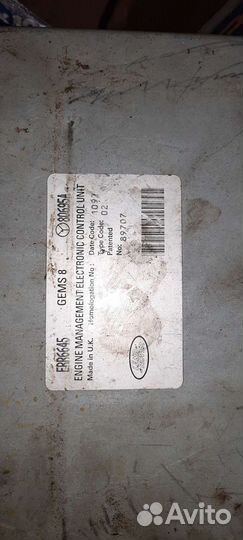 ERR6645 GEMS 8 80695A
ENGINE MANAGEMENT ELECTRONIC CONTROL UNIT
Made in U.K. Homologation No : Date Code: 1097
Type Code: 02
Patented
No: 89707
Avito